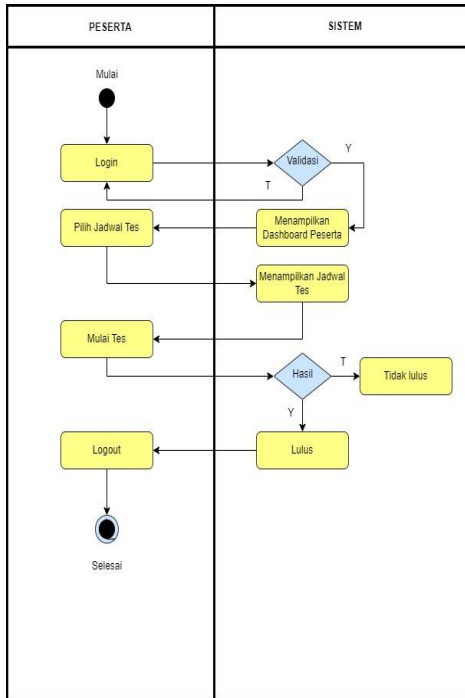 PESERTA
SISTEM
Mulai
Login
Validasi
Y
T
Pilih Jadwal Tes
Menampilkan
Dashboard Peserta
Menampilkan Jadwal
Tes
Mulai Tes
Hasil
T
Tidak lulus
Y
Logout
Lulus
Selesai